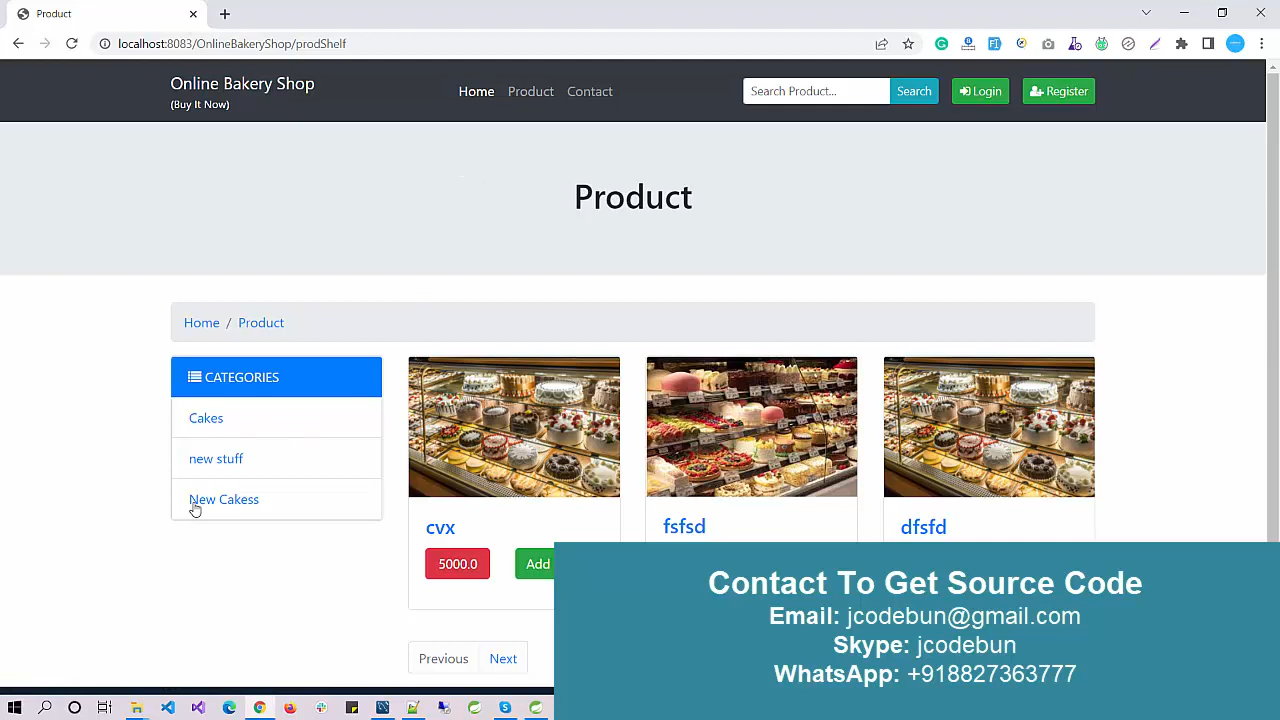 Product
localhost:8083/OnlineBakeryShop/prodShelf
Online Bakery Shop
(Buy It Now)
Home
Product
Contact
Search Product...
Search
Login
Register
Product
Home / Product
CATEGORIES
Cakes
new stuff
New Cakess
cvx
fsfsd
dfsfd
5000.0
Add
Previous
Next
Contact To Get Source Code
Email: jcodebun@gmail.com
Skype: jcodebun
WhatsApp: +918827363777